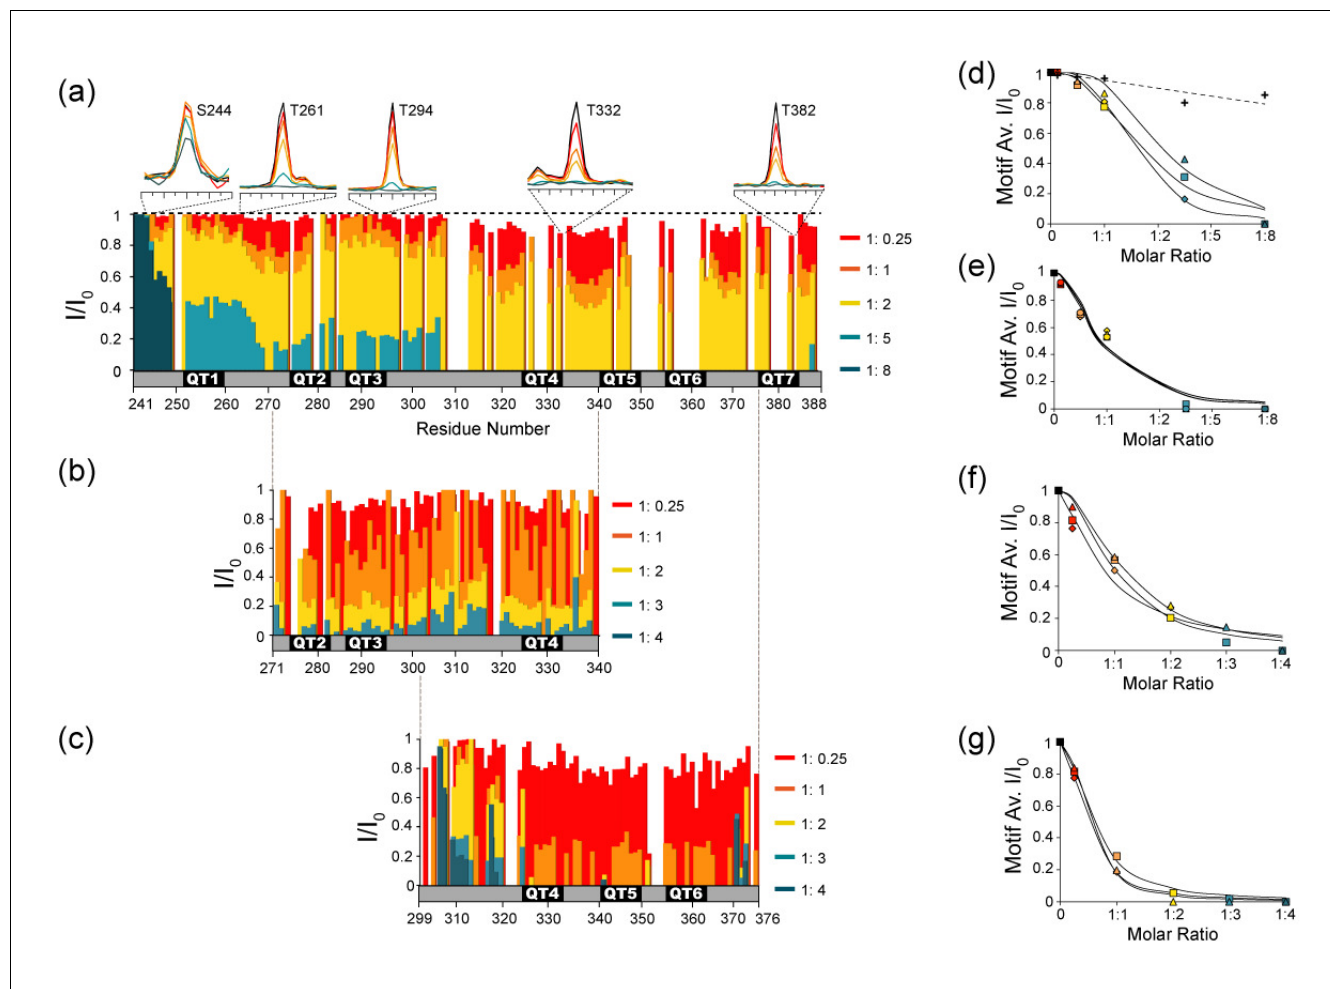 (a)
S244
T261
T294
T332
T382
1
0.8
0.6
0.4
0.2
0
I/I0
QT1
QT2
QT3
QT4
QT5
QT6
QT7
241
250
260
270
280
290
300
310
320
330
340
350
360
370
380
388
Residue Number
1: 0.25
1: 1
1: 2
1: 5
1: 8
(b)
1
0.8
0.6
0.4
0.2
0
I/I0
QT2
QT3
QT4
271
280
290
300
310
320
330
340
1: 0.25
1: 1
1: 2
1: 3
1: 4
(c)
1
0.8
0.6
0.4
0.2
0
I/I0
QT4
QT5
QT6
299
310
320
330
340
350
360
370
376
1: 0.25
1: 1
1: 2
1: 3
1: 4
(d)
Motif Av. I/I0
1
0.8
0.6
0.4
0.2
0
0
1:1
1:2
1:5
1:8
Molar Ratio
(e)
Motif Av. I/I0
1
0.8
0.6
0.4
0.2
0
0
1:1
1:2
1:5
1:8
Molar Ratio
(f)
Motif Av. I/I0
1
0.8
0.6
0.4
0.2
0
0
1:1
1:2
1:3
1:4
Molar Ratio
(g)
Motif Av. I/I0
1
0.8
0.6
0.4
0.2
0
0
1:1
1:2
1:3
1:4
Molar Ratio